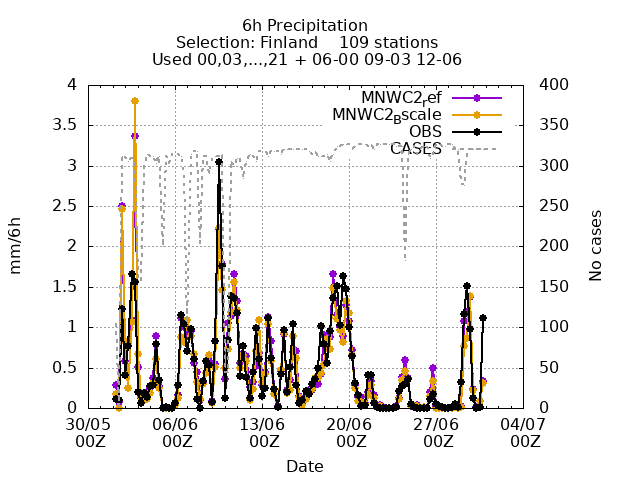 6h Precipitation
Selection: Finland    109 stations
Used 00,03,...,21 + 06-00 09-03 12-06
MNWC2ref
MNWC2Bscale
OBS
CASES
4
3.5
3
2.5
2
1.5
1
0.5
0
400
350
300
250
200
150
100
50
0
mm/6h
No cases
30/05 06/06 13/06 20/06 27/06 04/07
00Z 00Z 00Z 00Z 00Z 00Z
Date